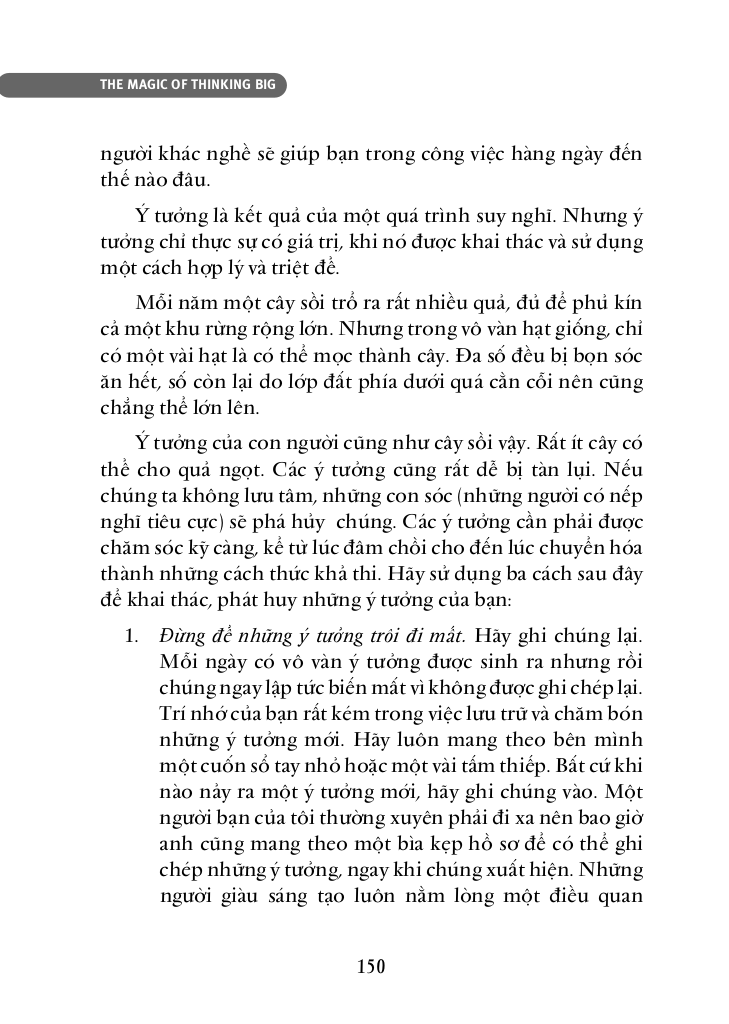 THE MAGIC OF THINKING BIG
người khác nghề sẽ giúp bạn trong công việc hàng ngày đến
thế nào đâu.
Ý tưởng là kết quả của một quá trình suy nghĩ. Nhưng ý
tưởng chỉ thực sự có giá trị, khi nó được khai thác và sử dụng
một cách hợp lý và triệt để.
Mỗi năm một cây sồi trổ ra rất nhiều quả, đủ để phủ kín
cả một khu rừng rộng lớn. Nhưng trong vô vàn hạt giống, chỉ
có một vài hạt là có thể mọc thành cây. Đa số đều bị bọn sóc
ăn hết, số còn lại do lớp đất phía dưới quá cằn cỗi nên cũng
chẳng thể lớn lên.
Ý tưởng của con người cũng như cây sồi vậy. Rất ít cây có
thể cho quả ngọt. Các ý tưởng cũng rất dễ bị tàn lụi. Nếu
chúng ta không lưu tâm, những con sóc (những người có nếp
nghĩ tiêu cực) sẽ phá hủy chúng. Các ý tưởng cần phải được
chăm sóc kỹ càng, kể từ lúc đâm chồi cho đến lúc chuyển hóa
thành những cách thức khả thi. Hãy sử dụng ba cách sau đây
để khai thác, phát huy những ý tưởng của bạn:
1. Đừng để những ý tưởng trôi đi mất. Hãy ghi chúng lại.
Mỗi ngày có vô vàn ý tưởng được sinh ra nhưng rồi
chúng ngay lập tức biến mất vì không được ghi chép lại.
Trí nhớ của bạn rất kém trong việc lưu trữ và chăm bón
những ý tưởng mới. Hãy luôn mang theo bên mình
một cuốn sổ tay nhỏ hoặc một vài tấm thiếp. Bất cứ khi
nào nảy ra một ý tưởng mới, hãy ghi chúng vào. Một
người bạn của tôi thường xuyên phải đi xa nên bao giờ
anh cũng mang theo một bìa kẹp hồ sơ để có thể ghi
chép những ý tưởng, ngay khi chúng xuất hiện. Những
người giàu sáng tạo luôn nằm lòng một điều quan
150